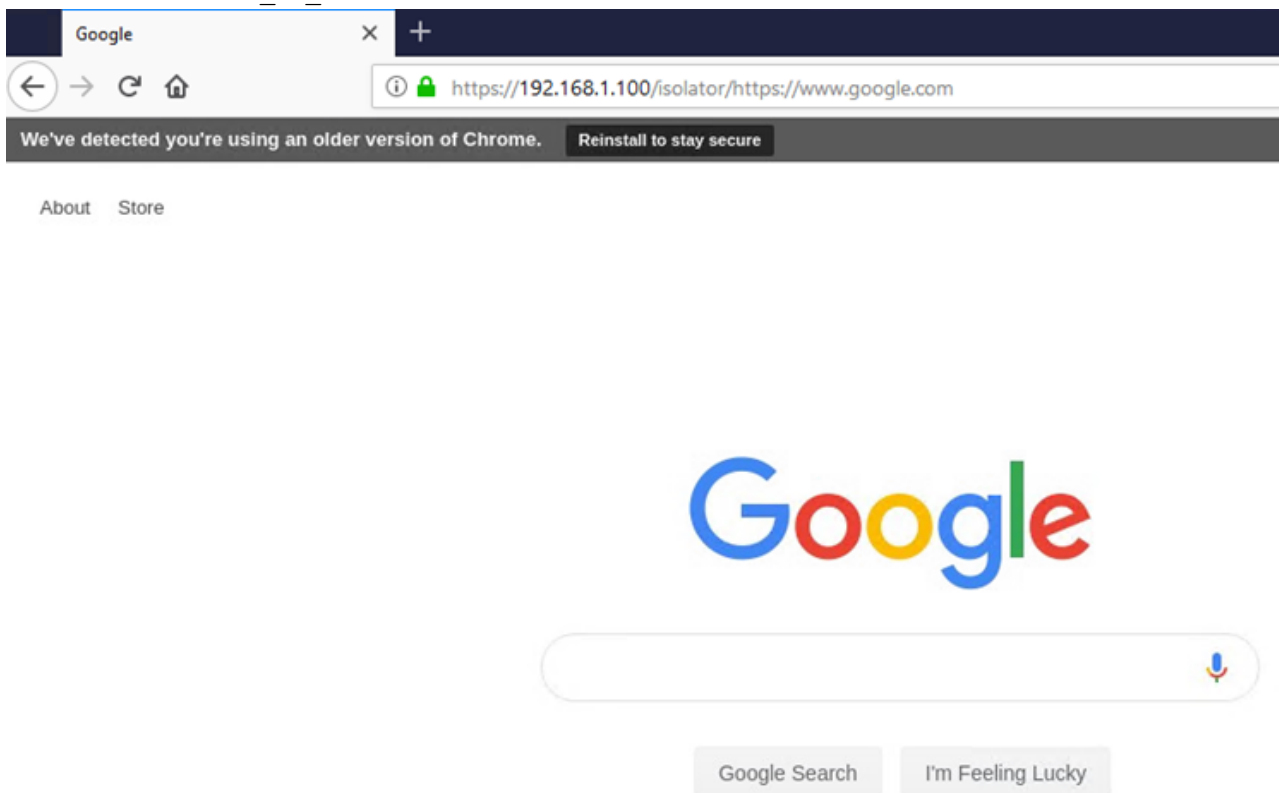 Google
https://192.168.1.100/isolator/https://www.google.com
We've detected you're using an older version of Chrome. Reinstall to stay secure
About Store
Google
Google Search I'm Feeling Lucky